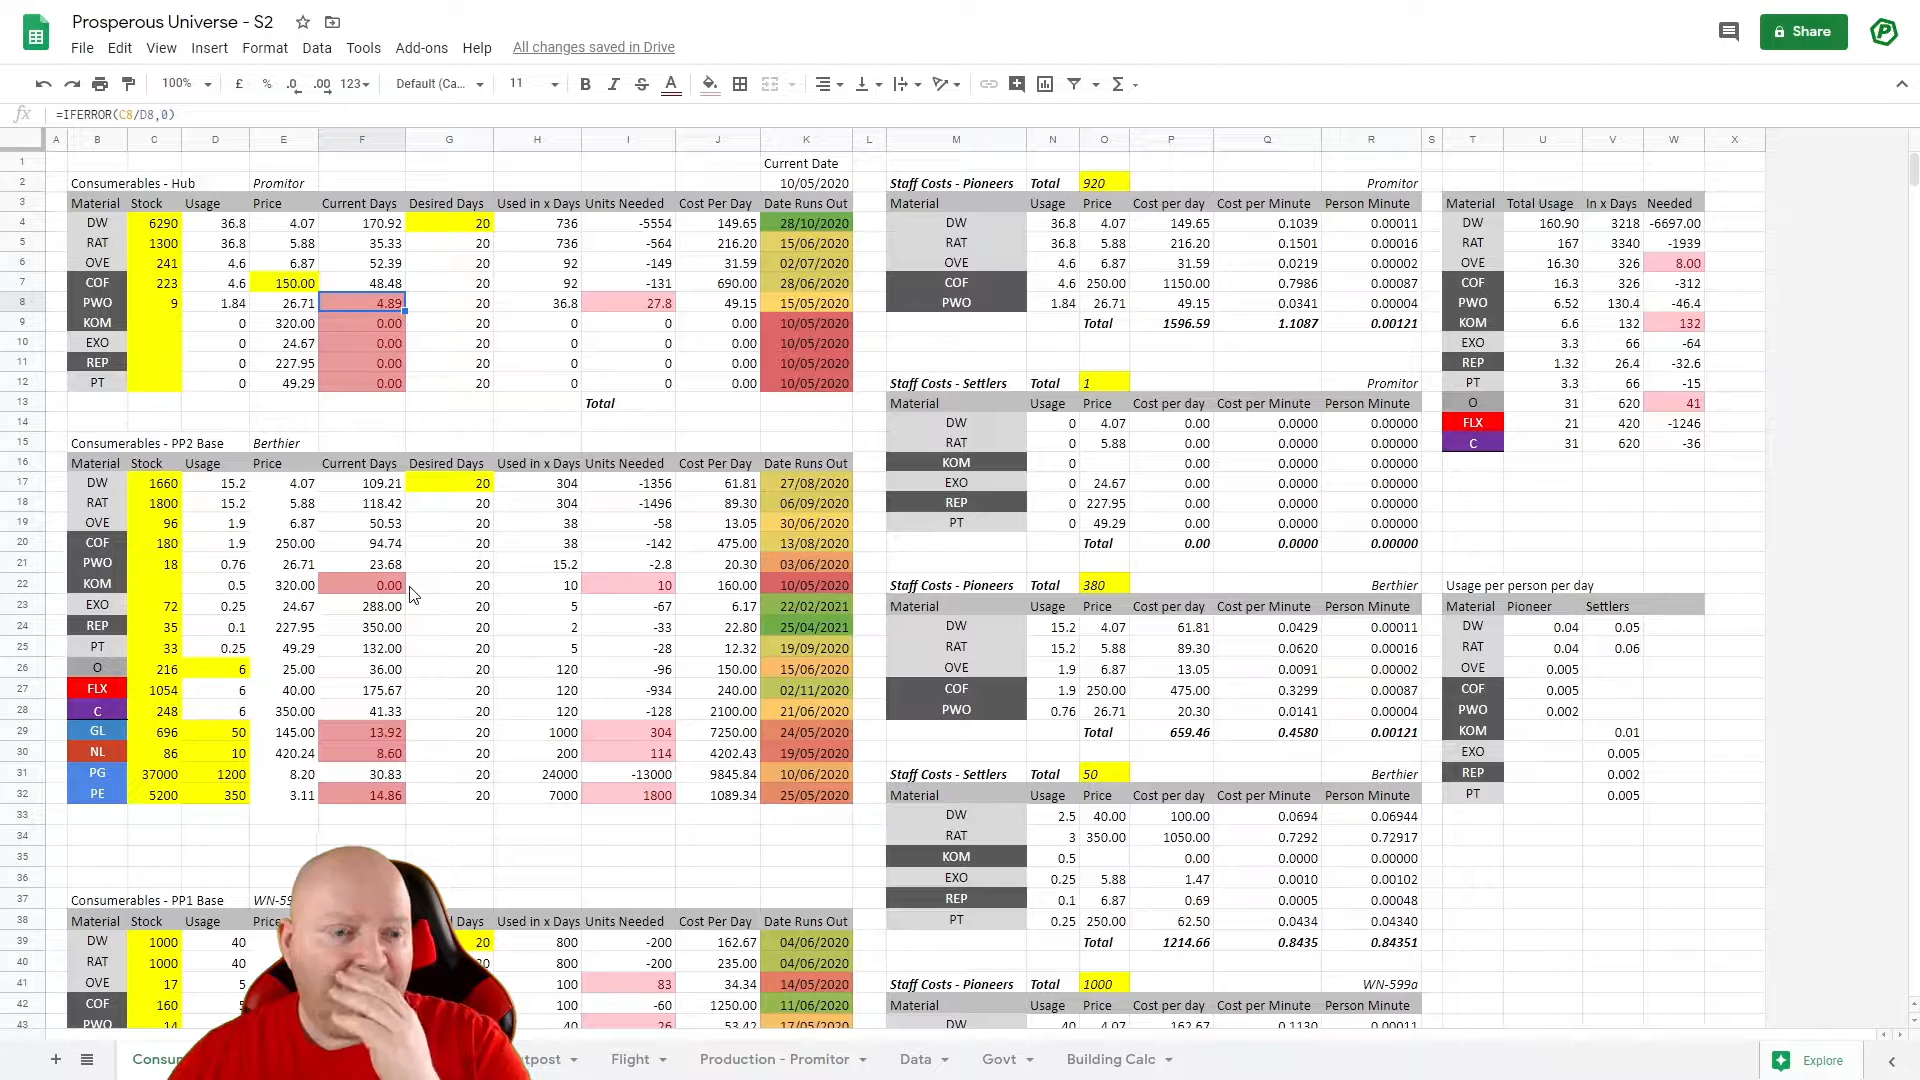 Prosperous Universe - S2
File Edit View Insert Format Data Tools Add-ons Help All changes saved in Drive
Share
100% £ % .0 .00 123 Default (Ca... 11
fx =IFERROR(C8/D8,0)
A B C D E F G H I J K L M N O P Q R S T U V W X
1 Current Date
2 Consumerables - Hub Promitor 10/05/2020 Staff Costs - Pioneers Total 920 Promitor
3 Material Stock Usage Price Current Days Desired Days Used in x Days Units Needed Cost Per Day Date Runs Out Material Usage Price Cost per day Cost per Minute Person Minute Material Total Usage In x Days Needed
4 DW 6290 36.8 4.07 170.92 20 736 -5554 149.65 28/10/2020 DW 36.8 4.07 149.65 0.1039 0.00011 DW 160.90 3218 -6697.00
5 RAT 1300 36.8 5.88 35.33 20 736 -564 216.20 15/06/2020 RAT 36.8 5.88 216.20 0.1501 0.00016 RAT 167 3340 -1939
6 OVE 241 4.6 6.87 52.39 20 92 -149 31.59 02/07/2020 OVE 4.6 6.87 31.59 0.0219 0.00002 OVE 16.30 326 8.00
7 COF 223 4.6 150.00 48.48 20 92 -131 690.00 28/06/2020 COF 4.6 250.00 1150.00 0.7986 0.00087 COF 16.3 326 -312
8 PWO 9 1.84 26.71 4.89 20 36.8 27.8 49.15 15/05/2020 PWO 1.84 26.71 49.15 0.0341 0.00004 PWO 6.52 130.4 -46.4
9 KOM 0 320.00 0.00 20 0 0 0.00 10/05/2020 Total 1596.59 1.1087 0.00121 KOM 6.6 132 132
10 EXO 0 24.67 0.00 20 0 0 0.00 10/05/2020 EXO 3.3 66 -64
11 REP 0 227.95 0.00 20 0 0 0.00 10/05/2020 REP 1.32 26.4 -32.6
12 PT 0 49.29 0.00 20 0 0 0.00 10/05/2020 Staff Costs - Settlers Total 1 Promitor PT 3.3 66 -15
13 Total Material Usage Price Cost per day Cost per Minute Person Minute O 31 620 41
14 DW 0 4.07 0.00 0.0000 0.00000 FLX 21 420 -1246
15 Consumerables - PP2 Base Berthier RAT 0 5.88 0.00 0.0000 0.00000 C 31 620 -36
16 Material Stock Usage Price Current Days Desired Days Used in x Days Units Needed Cost Per Day Date Runs Out KOM 0 0.00 0.0000 0.00000
17 DW 1660 15.2 4.07 109.21 20 304 -1356 61.81 27/08/2020 EXO 0 24.67 0.00 0.0000 0.00000
18 RAT 1800 15.2 5.88 118.42 20 304 -1496 89.30 06/09/2020 REP 0 227.95 0.00 0.0000 0.00000
19 OVE 96 1.9 6.87 50.53 20 38 -58 13.05 30/06/2020 PT 0 49.29 0.00 0.0000 0.00000
20 COF 180 1.9 250.00 94.74 20 38 -142 475.00 13/08/2020 Total 0.00 0.0000 0.00000
21 PWO 18 0.76 26.71 23.68 20 15.2 -2.8 20.30 03/06/2020
22 KOM 0.5 320.00 0.00 20 10 10 160.00 10/05/2020 Staff Costs - Pioneers Total 380 Berthier Usage per person per day
23 EXO 72 0.25 24.67 288.00 20 5 -67 6.17 22/02/2021 Material Usage Price Cost per day Cost per Minute Person Minute Material Pioneer Settlers
24 REP 35 0.1 227.95 350.00 20 2 -33 22.80 25/04/2021 DW 15.2 4.07 61.81 0.0429 0.00011 DW 0.04 0.05
25 PT 33 0.25 49.29 132.00 20 5 -28 12.32 19/09/2020 RAT 15.2 5.88 89.30 0.0620 0.00016 RAT 0.04 0.06
26 O 216 6 25.00 36.00 20 120 -96 150.00 15/06/2020 OVE 1.9 6.87 13.05 0.0091 0.00002 OVE 0.005
27 FLX 1054 6 40.00 175.67 20 120 -934 240.00 02/11/2020 COF 1.9 250.00 475.00 0.3299 0.00087 COF 0.005
28 C 248 6 350.00 41.33 20 120 -128 2100.00 21/06/2020 PWO 0.76 26.71 20.30 0.0141 0.00004 PWO 0.002
29 GL 696 50 145.00 13.92 20 1000 304 7250.00 24/05/2020 Total 659.46 0.4580 0.00121 KOM 0.01
30 NL 86 10 420.24 8.60 20 200 114 4202.43 19/05/2020 EXO 0.005
31 PG 37000 1200 8.20 30.83 20 24000 -13000 9845.84 10/06/2020 Staff Costs - Settlers Total 50 Berthier REP 0.002
32 PE 5200 350 3.11 14.86 20 7000 1800 1089.34 25/05/2020 Material Usage Price Cost per day Cost per Minute Person Minute PT 0.005
33 DW 2.5 40.00 100.00 0.0694 0.06944
34 RAT 3 350.00 1050.00 0.7292 0.72917
35 KOM 0.5 0.00 0.0000 0.00000
36 EXO 0.25 5.88 1.47 0.0010 0.00102
37 Consumerables - PP1 Base WN-59 REP 0.1 6.87 0.69 0.0005 0.00048
38 Material Stock Usage Price Days Used in x Days Units Needed Cost Per Day Date Runs Out PT 0.25 250.00 62.50 0.0434 0.04340
39 DW 1000 40 20 800 -200 162.67 04/06/2020 Total 1214.66 0.8435 0.84351
40 RAT 1000 40 20 800 -200 235.00 04/06/2020
41 OVE 17 5 100 83 34.34 14/05/2020 Staff Costs - Pioneers Total 1000 WN-599a
42 COF 160 100 -60 1250.00 11/06/2020 Material Usage Price Cost per day Cost per Minute Person Minute
43 PWO 14 40 26 53.42 17/05/2020 DW 40 4.07 162.67 0.1130 0.00011
Consu tpost Flight Production - Promitor Data Govt Building Calc Explore